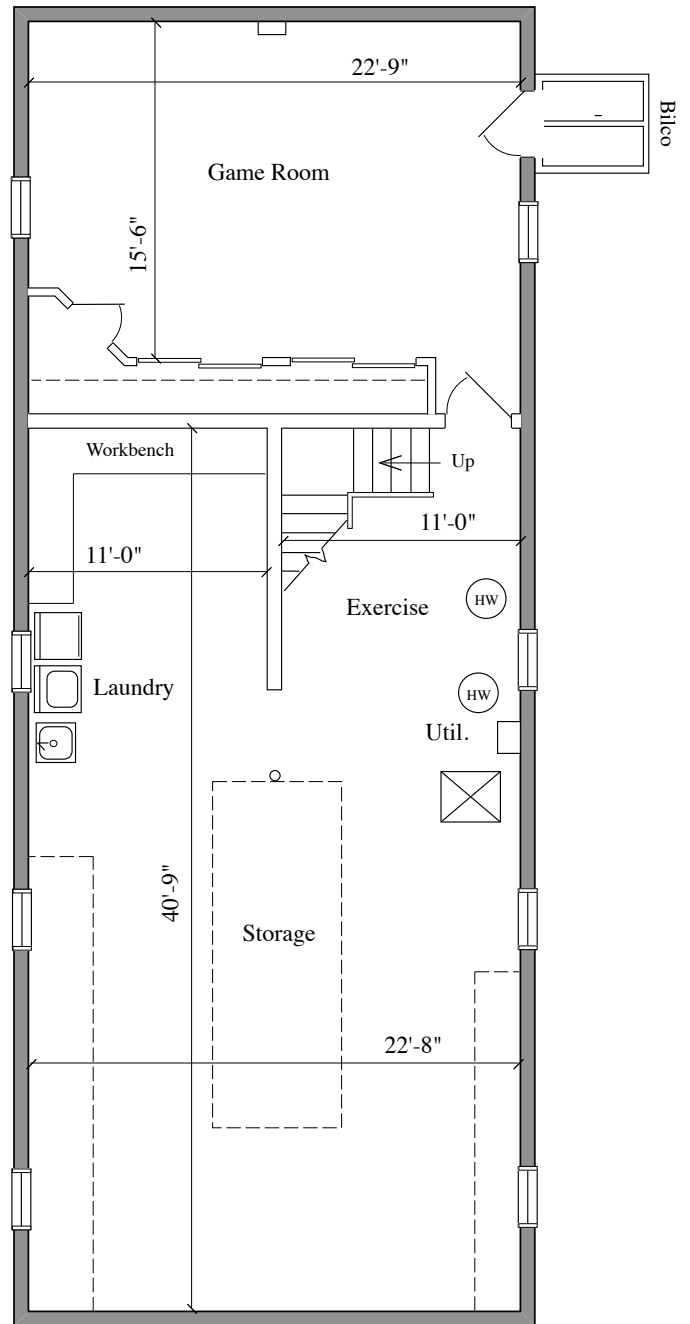 22'-9"
Bilco
Game Room
15'-6"
Workbench
Up
11'-0"
11'-0"
HW
Exercise
Laundry
HW
Util.
40'-9"
Storage
22'-8"